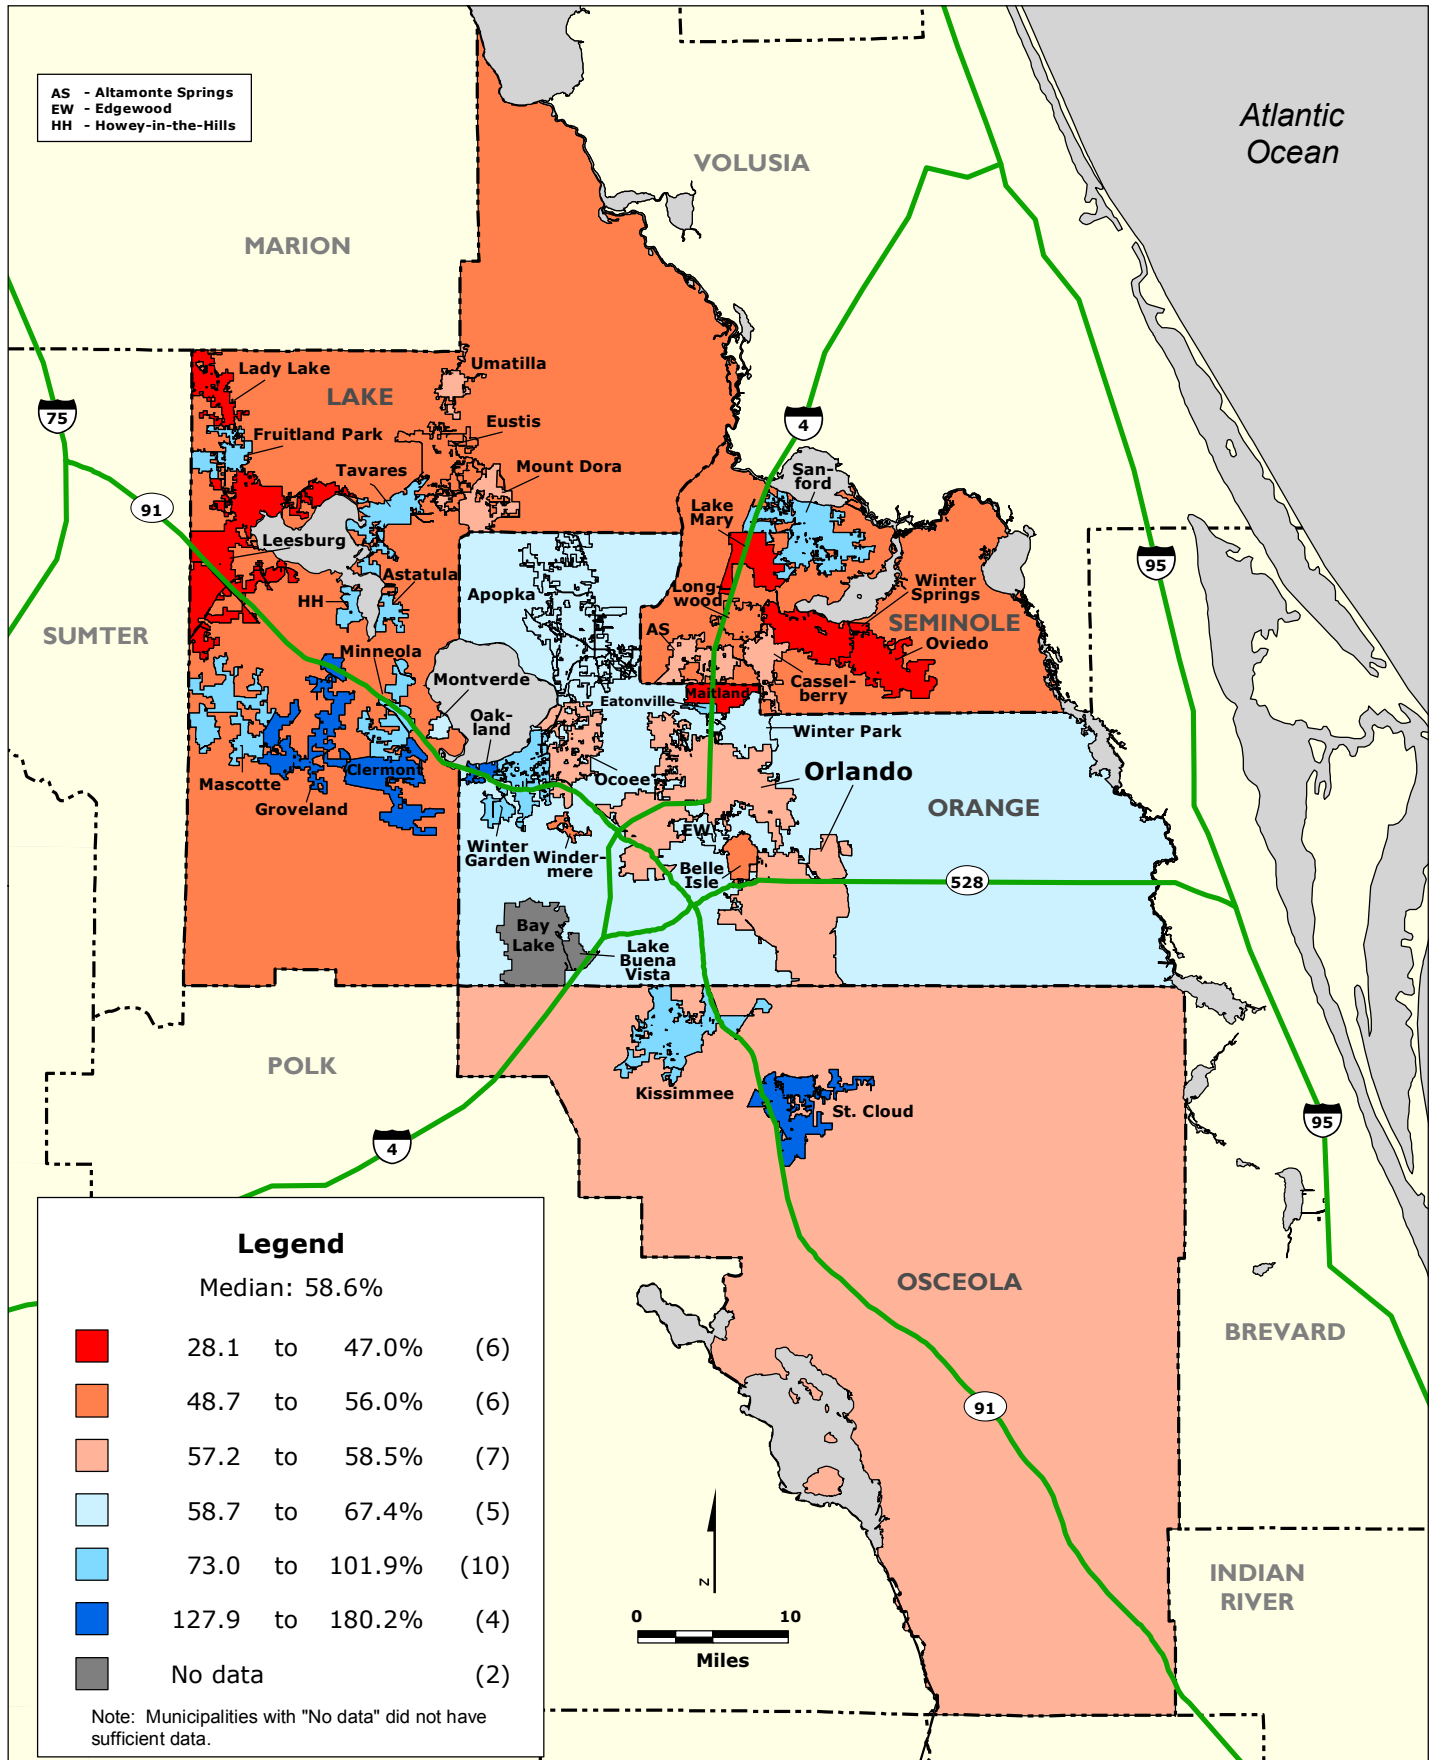 AS - Altamonte Springs
EW - Edgewood
HH - Howey-in-the-Hills
Atlantic
Ocean
VOLUSIA
MARION
Umatilla
Lady Lake
LAKE
75
4
Eustis
Fruitland Park
Mount Dora
Tavares
San-
ford
91
Lake
Mary
Leesburg
95
Astatula
Long-
wood
Winter
Springs
Apopka
HH
SUMTER
AS
SEMINOLE
Oviedo
Minneola
Montverde
Cassel-
berry
Maitland
Eatonville
Oak-
land
Winter Park
Clermont
Orlando
Mascotte
Ocoee
Groveland
ORANGE
EW
Winter
Garden
Winder-
mere
Belle
Isle
528
Bay
Lake
Lake
Buena
Vista
POLK
Kissimmee
St. Cloud
95
4
Legend
Median: 58.6%
28.1 to 47.0% (6)
48.7 to 56.0% (6)
57.2 to 58.5% (7)
58.7 to 67.4% (5)
73.0 to 101.9% (10)
127.9 to 180.2% (4)
No data (2)
Note: Municipalities with "No data" did not have
sufficient data.
OSCEOLA
BREVARD
91
INDIAN
RIVER
N
0 10
Miles